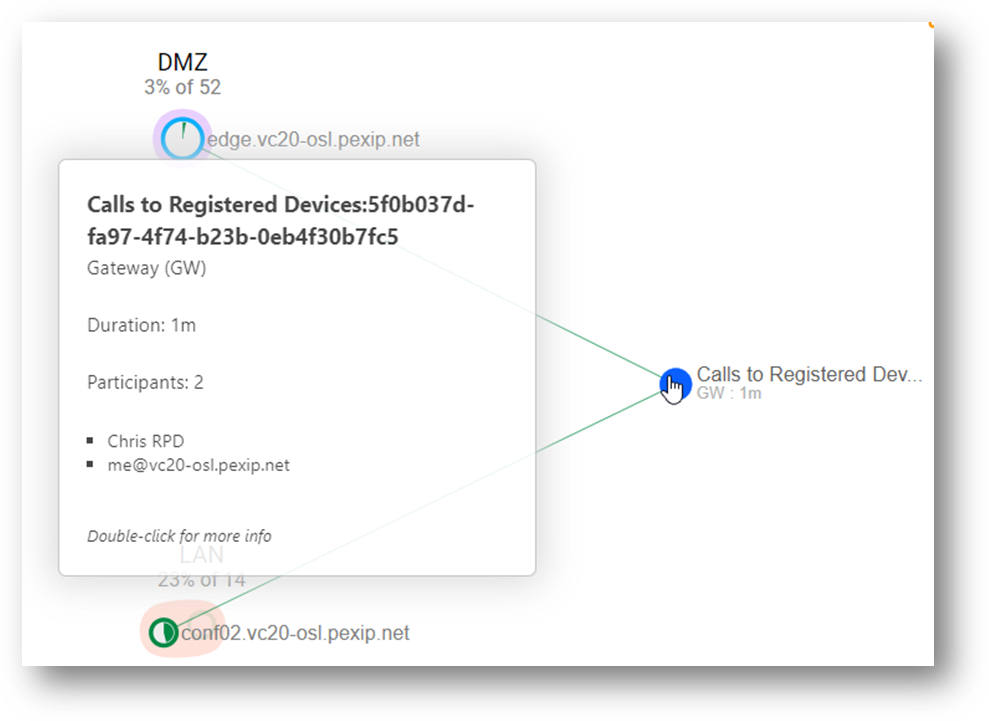 DMZ
3% of 52
edge.vc20-osl.pexip.net
Calls to Registered Devices:5f0b037d-
fa97-4f74-b23b-0eb4f30b7fc5
Gateway (GW)
Duration: 1m
Participants: 2
Chris RPD
me@vc20-osl.pexip.net
Double-click for more info
Calls to Registered Dev...
GW : 1m
LAN
23% of 14
conf02.vc20-osl.pexip.net